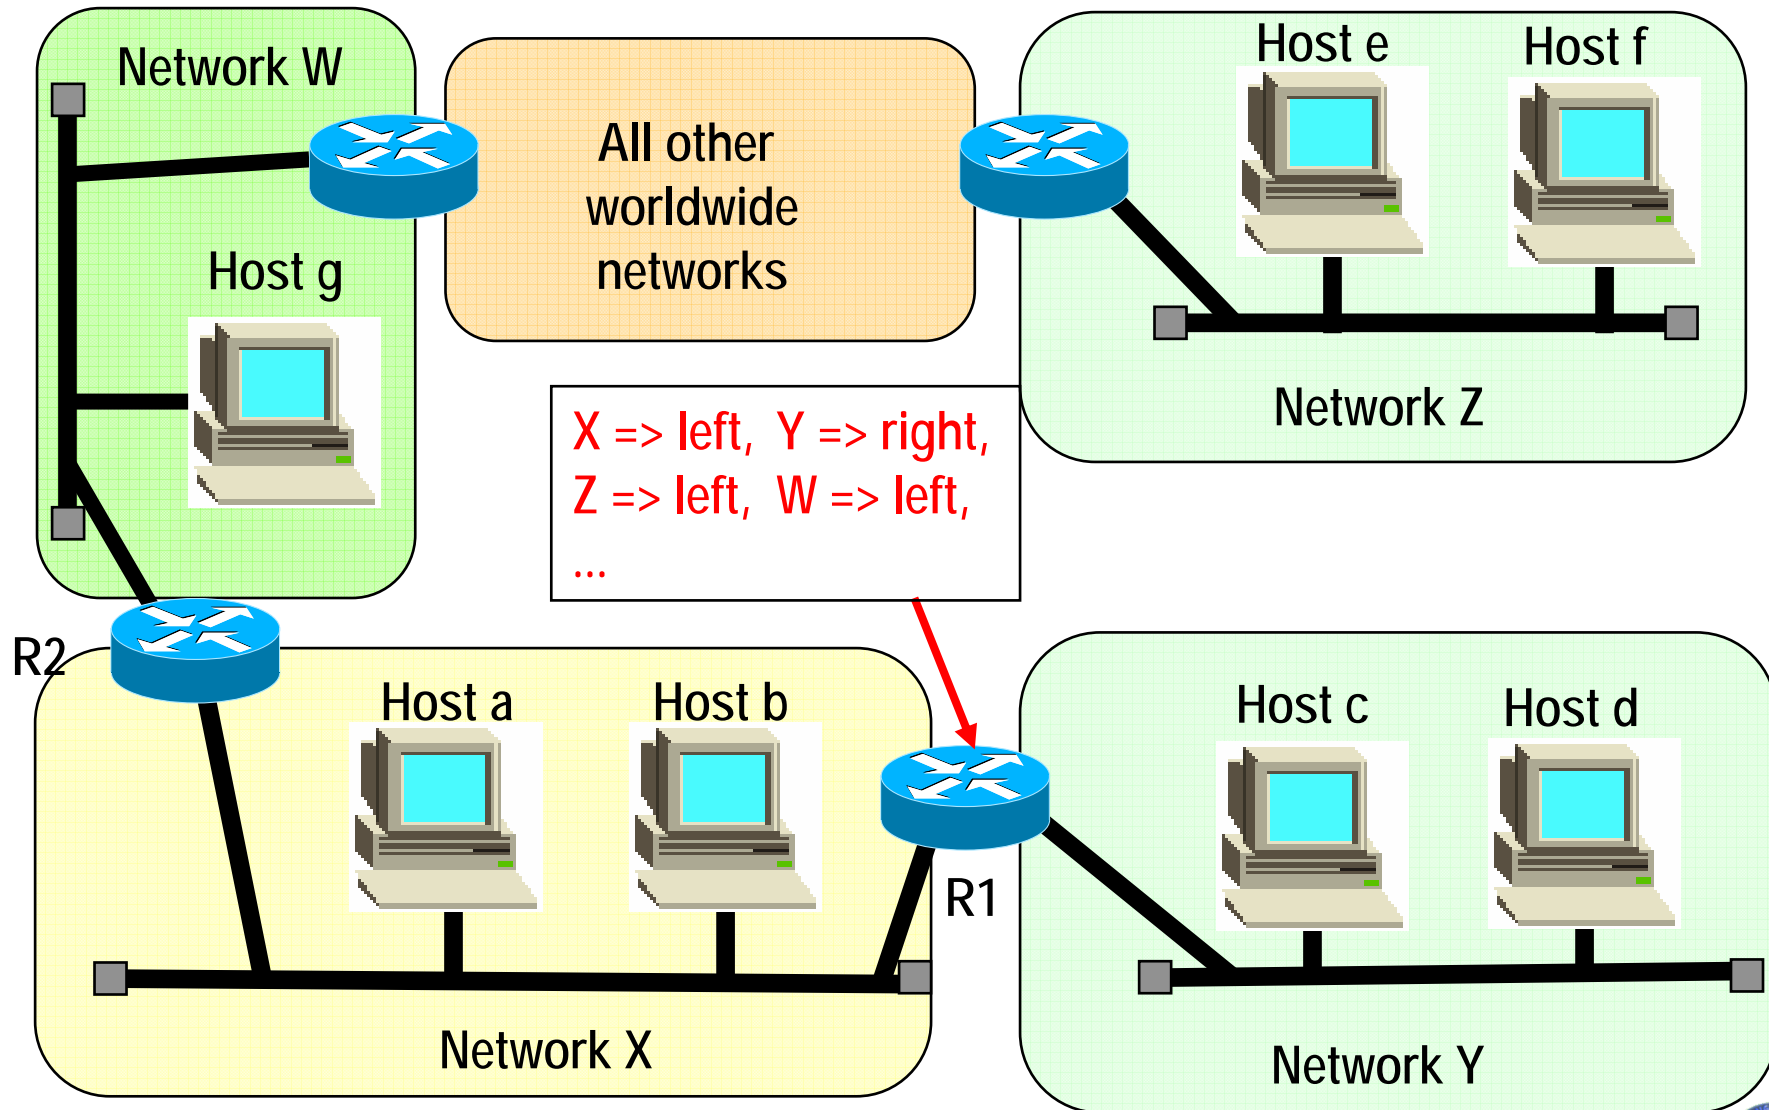 Network W
All other
worldwide
networks
Host e
Host f
Host g
Network Z
X => left, Y => right,
Z => left, W => left,
...
R2
Host a
Host b
R1
Host c
Host d
Network X
Network Y